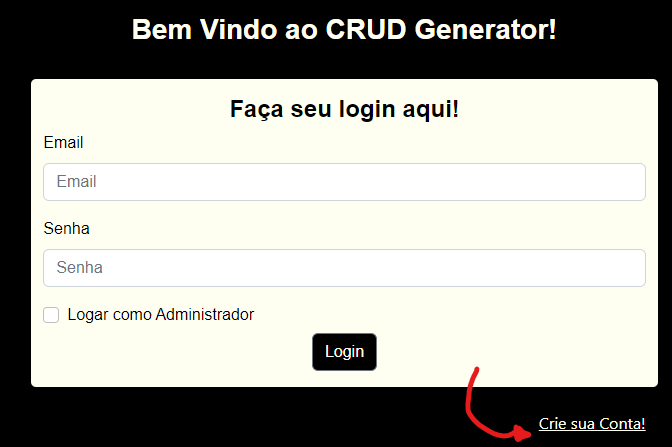 Bem Vindo ao CRUD Generator!
Faça seu login aqui!
Email
Email
Senha
Senha
Logar como Administrador
Login
Crie sua Conta!